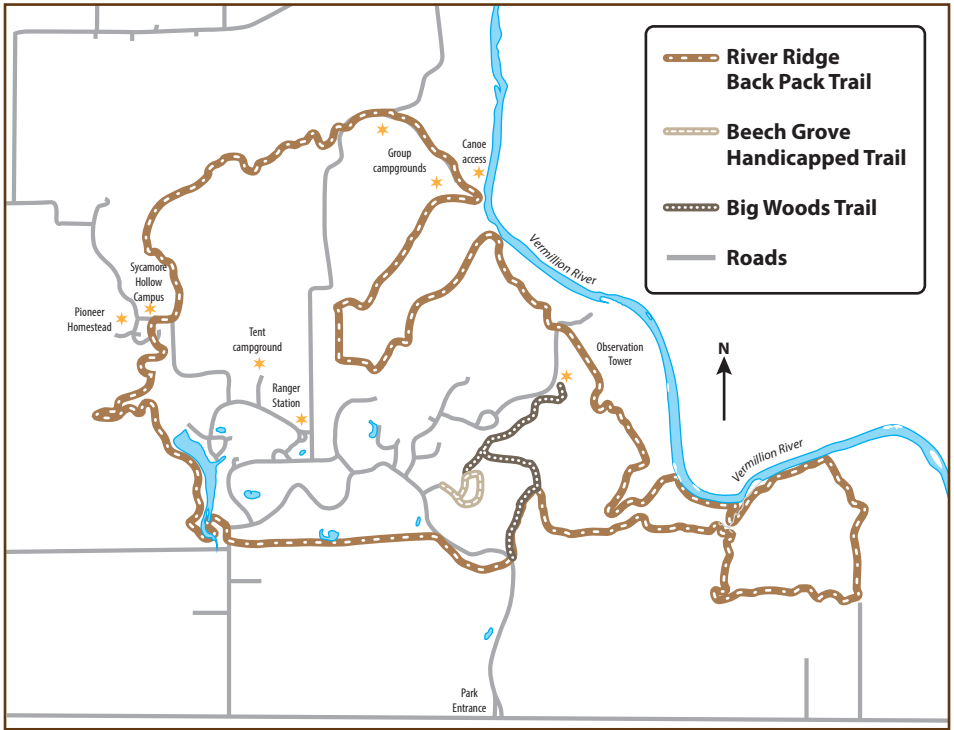 River Ridge
Back Pack Trail
Beech Grove
Handicapped Trail
Big Woods Trail
Roads
Group
campgrounds
Canoe
access
Vermillion River
Sycamore
Hollow
Campus
Pioneer
Homestead
Tent
campground
Ranger
Station
Observation
Tower
N
Vermillion River
Park
Entrance